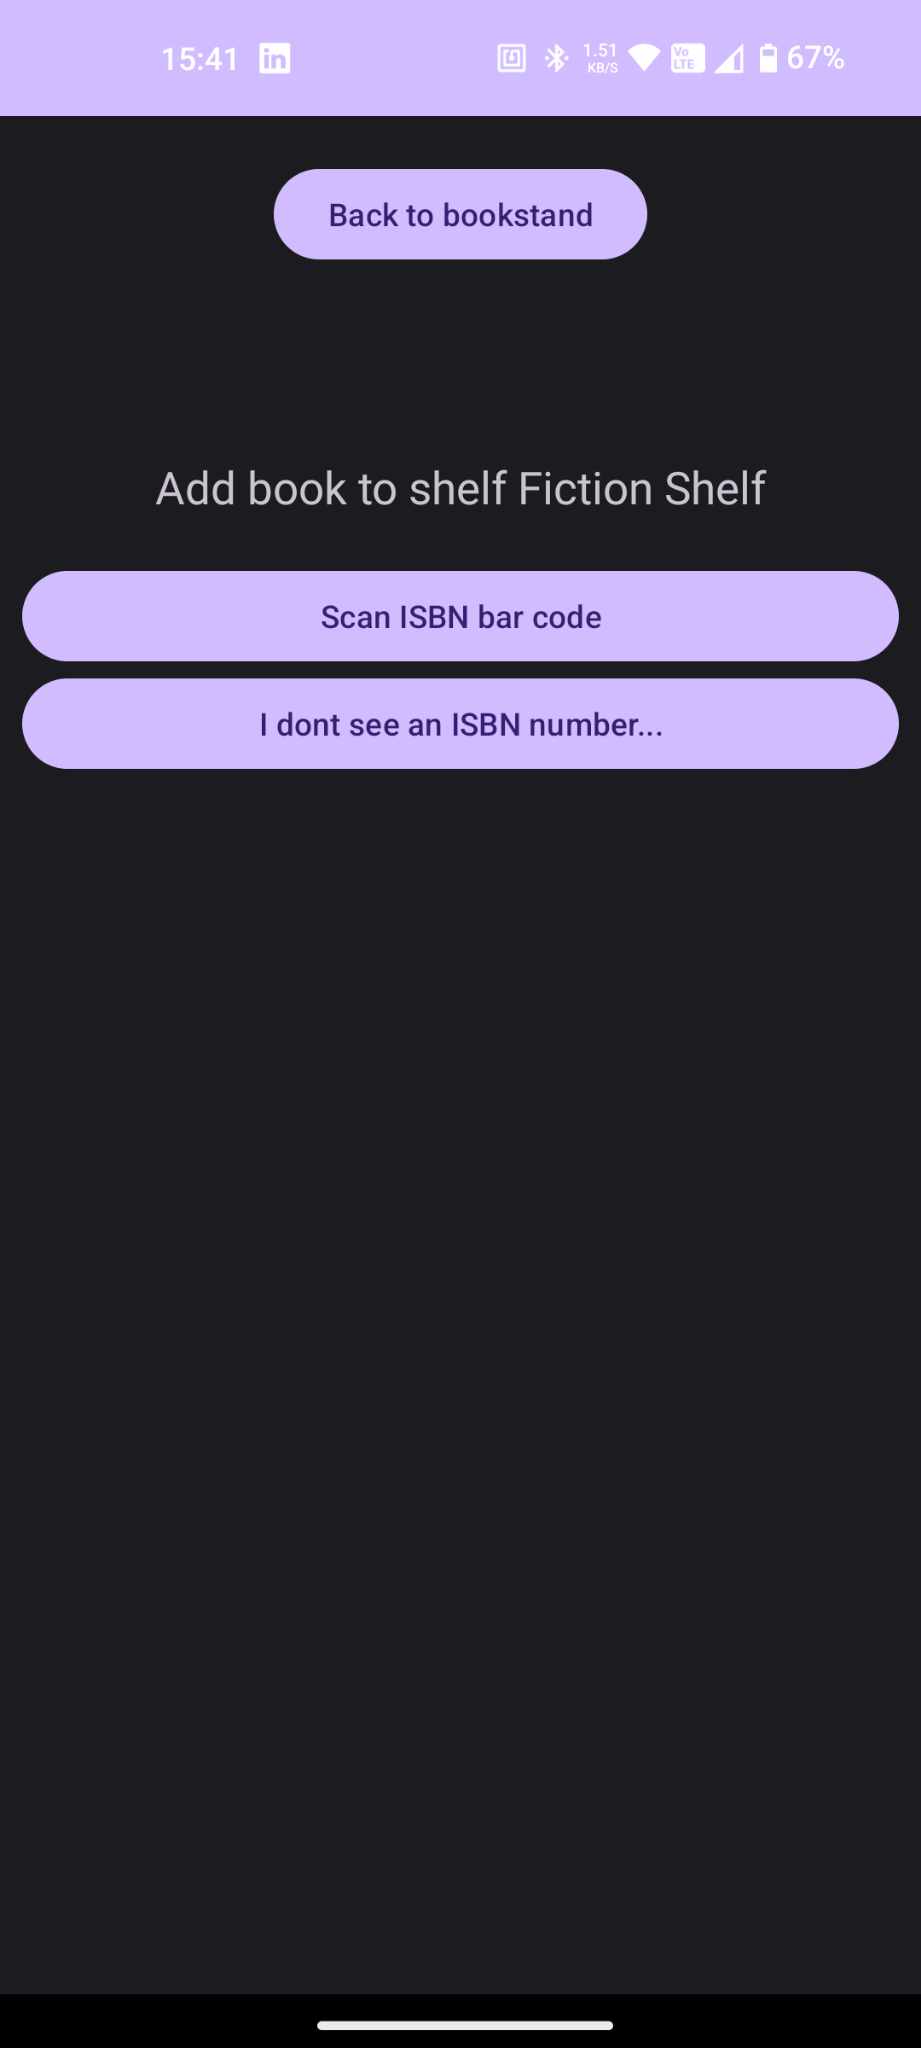 15:41 in 1.51 KB/S Vo LTE 67%
Back to bookstand
Add book to shelf Fiction Shelf
Scan ISBN bar code
I dont see an ISBN number...